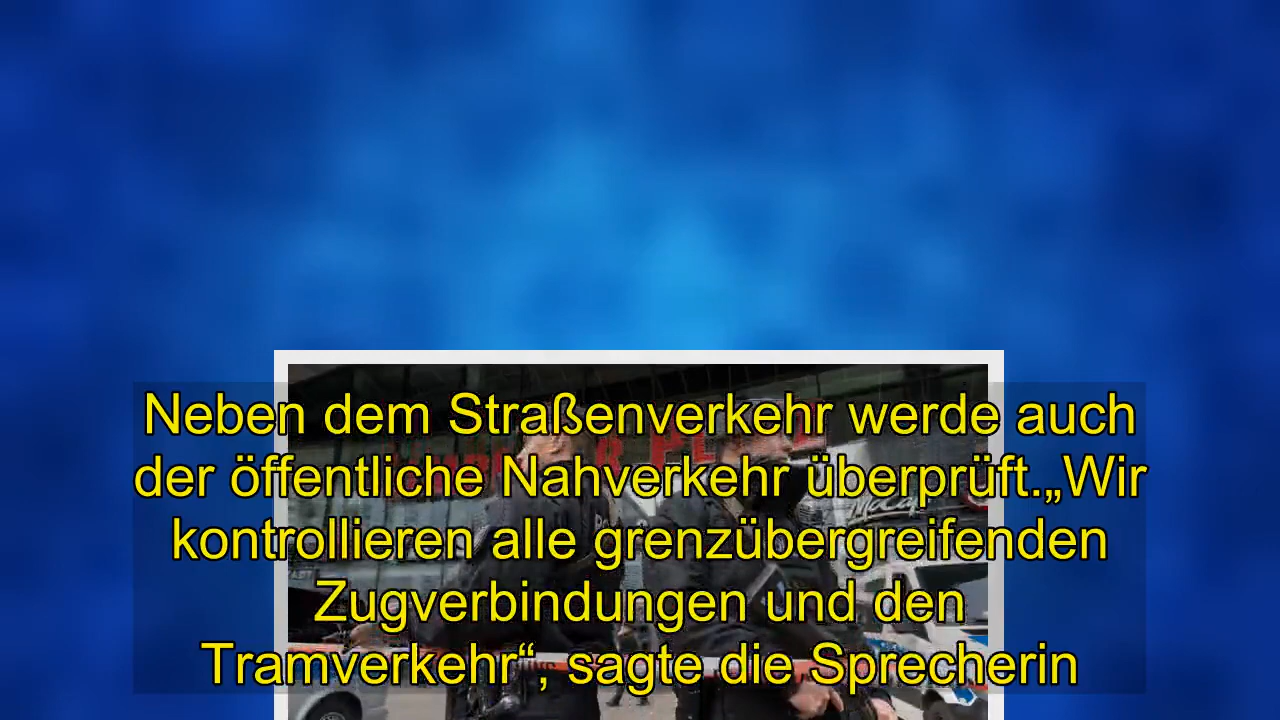 Neben dem Straßenverkehr werde auch
der öffentliche Nahverkehr überprüft.„Wir
kontrollieren alle grenzübergreifenden
Zugverbindungen und den
Tramverkehr“, sagte die Sprecherin